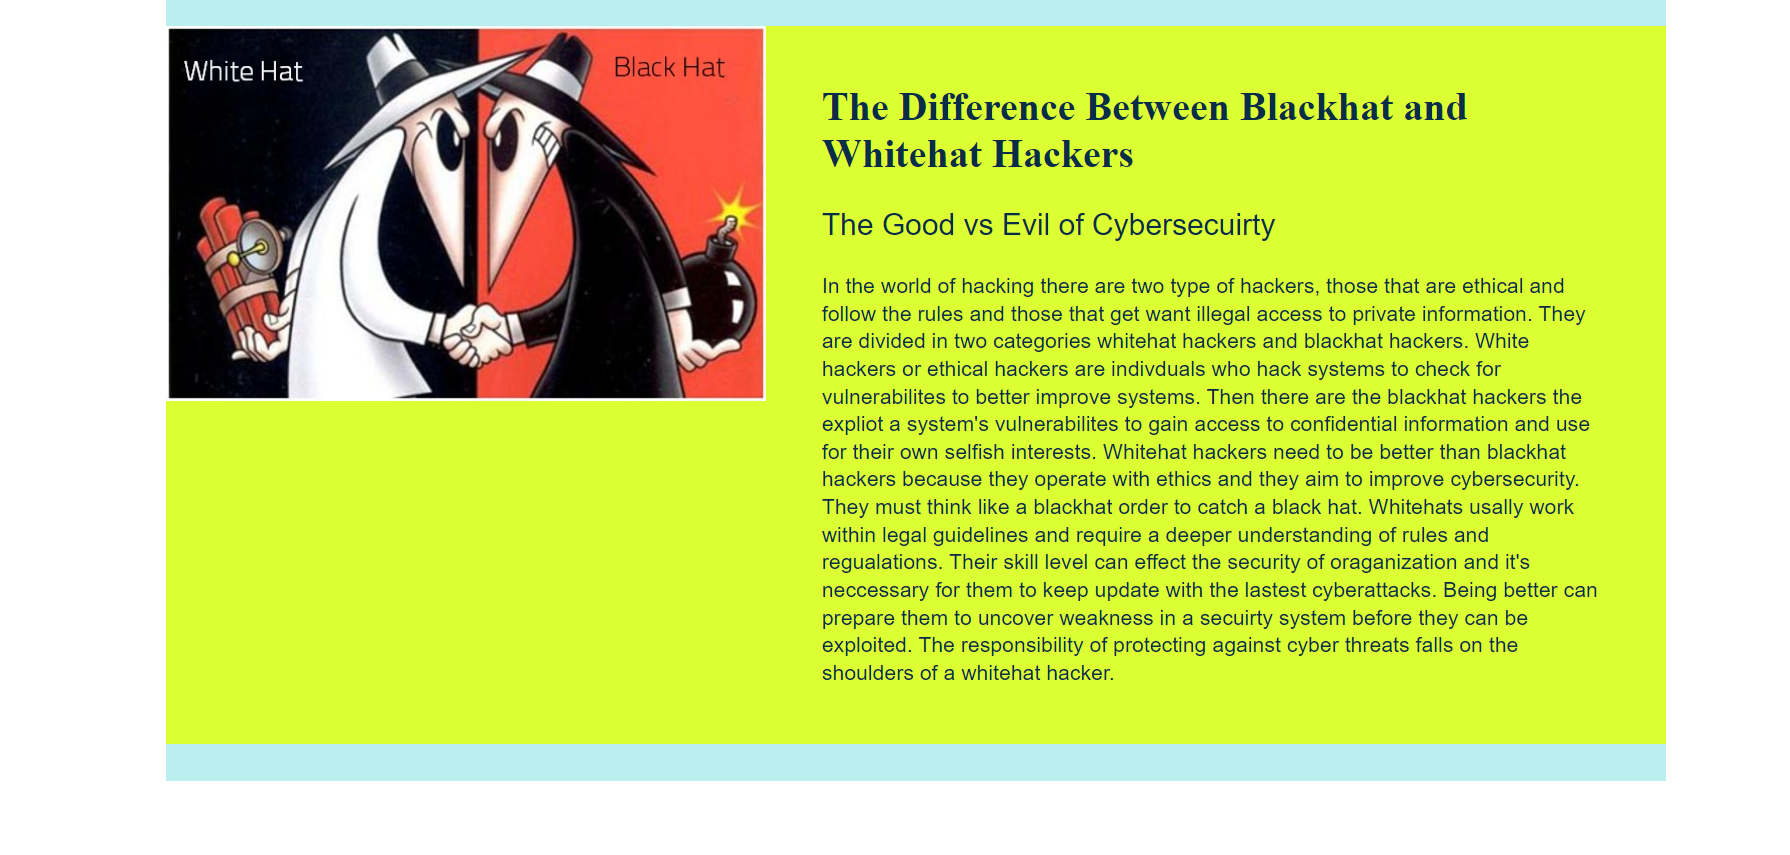 White Hat
Black Hat
The Difference Between Blackhat and
Whitehat Hackers
The Good vs Evil of Cybersecuirty
In the world of hacking there are two type of hackers, those that are ethical and
follow the rules and those that get want illegal access to private information. They
are divided in two categories whitehat hackers and blackhat hackers. White
hackers or ethical hackers are indivduals who hack systems to check for
vulnerabilites to better improve systems. Then there are the blackhat hackers the
expliot a system's vulnerabilites to gain access to confidential information and use
for their own selfish interests. Whitehat hackers need to be better than blackhat
hackers because they operate with ethics and they aim to improve cybersecurity.
They must think like a blackhat order to catch a black hat. Whitehats usally work
within legal guidelines and require a deeper understanding of rules and
regualations. Their skill level can effect the security of oraganization and it's
neccessary for them to keep update with the lastest cyberattacks. Being better can
prepare them to uncover weakness in a secuirty system before they can be
exploited. The responsibility of protecting against cyber threats falls on the
shoulders of a whitehat hacker.